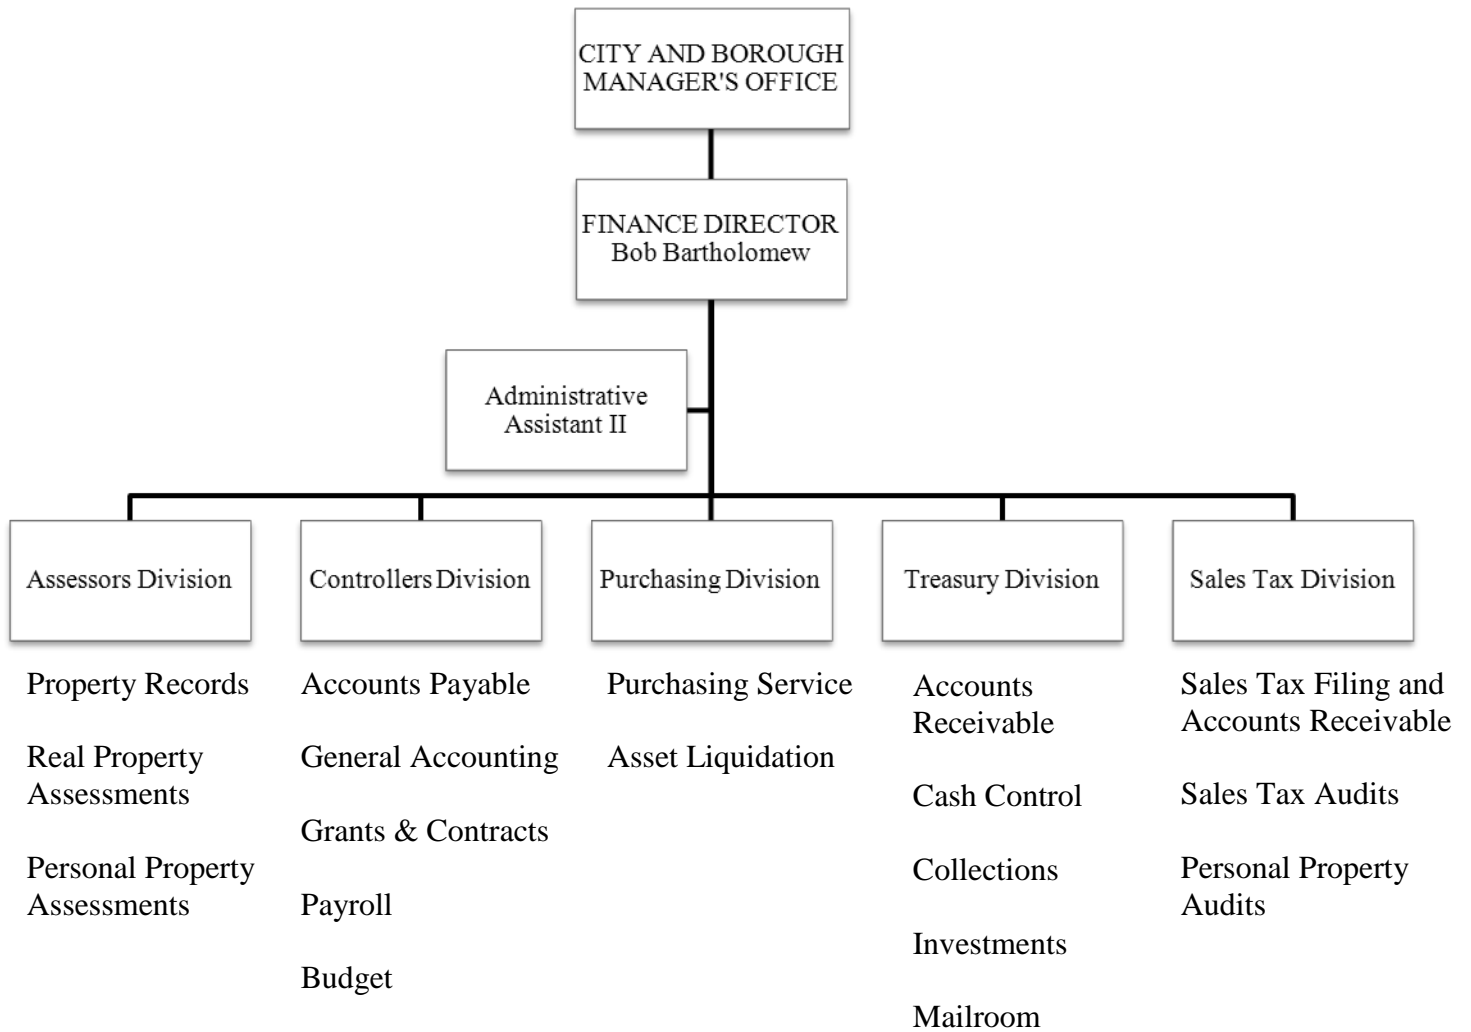 CITY AND BOROUGH
MANAGER'S OFFICE
FINANCE DIRECTOR
Bob Bartholomew
Administrative
Assistant II
Assessors Division
Controllers Division
Purchasing Division
Treasury Division
Sales Tax Division
Property Records
Real Property
Assessments
Personal Property
Assessments
Accounts Payable
General Accounting
Grants & Contracts
Payroll
Budget
Purchasing Service
Asset Liquidation
Accounts
Receivable
Cash Control
Collections
Investments
Mailroom
Sales Tax Filing and
Accounts Receivable
Sales Tax Audits
Personal Property
Audits